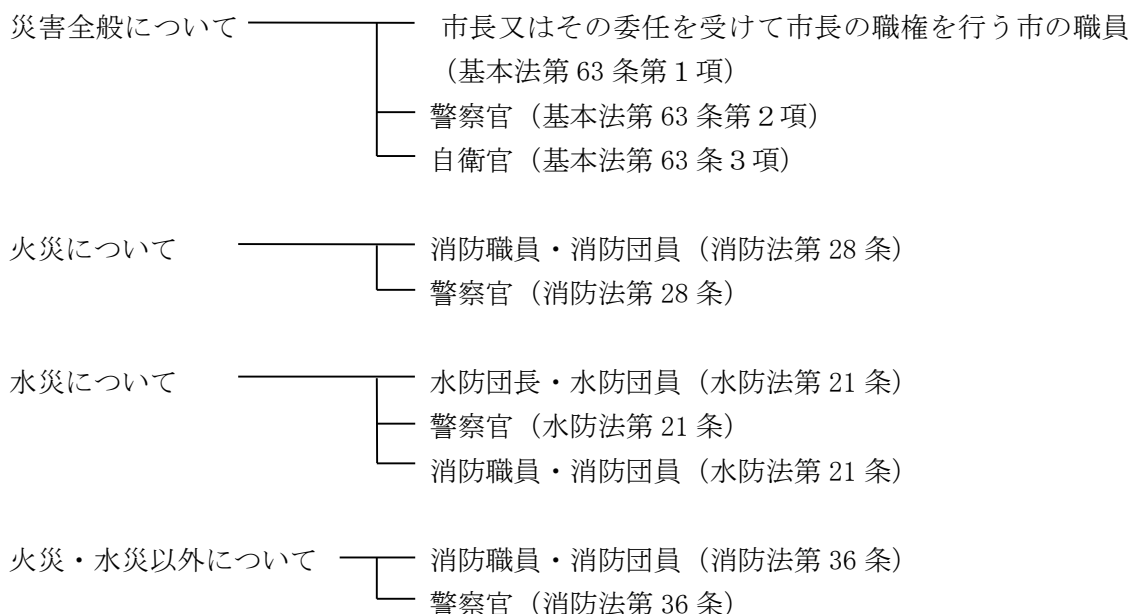 災害全般について 市長又はその委任を受けて市長の職権を行う市の職員
（基本法第 63 条第１項）
警察官（基本法第 63 条第２項）
自衛官（基本法第 63 条３項）
火災について 消防職員・消防団員（消防法第 28 条）
警察官（消防法第 28 条）
水災について 水防団長・水防団員（水防法第 21 条）
警察官（水防法第 21 条）
消防職員・消防団員（水防法第 21 条）
火災・水災以外について 消防職員・消防団員（消防法第 36 条）
警察官（消防法第 36 条）